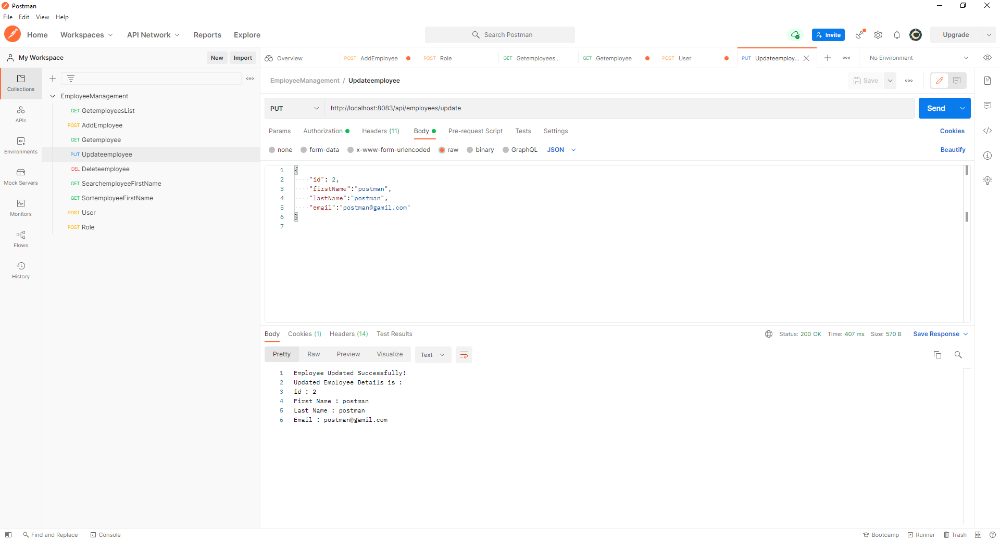 Postman
File Edit View Help
Home Workspaces API Network Reports Explore
Search Postman
Invite
Upgrade
My Workspace
New Import
Overview
POST AddEmployee
POST Role
GET Getemployees...
GET Getemployee
POST User
PUT Updateemploy...
No Environment
Collections
APIs
Environments
Mock Servers
Monitors
Flows
History
EmployeeManagement
GET GetemployeesList
POST AddEmployee
GET Getemployee
PUT Updateemployee
DEL Deleteemployee
GET SearchemployeeFirstName
GET SortemployeeFirstName
POST User
POST Role
EmployeeManagement / Updateemployee
Save
PUT http://localhost:8083/api/employees/update
Send
Params Authorization Headers (11) Body Pre-request Script Tests Settings
Cookies
none form-data x-www-form-urlencoded raw binary GraphQL JSON
Beautify
1 {
2 "id": 2,
3 "firstName":"postman",
4 "lastName":"postman",
5 "email":"postman@gamil.com"
6 }
7
Body Cookies (1) Headers (14) Test Results
Status: 200 OK Time: 407 ms Size: 570 B Save Response
Pretty Raw Preview Visualize Text
1 Employee Updated Successfully!
2 Updated Employee Details is :
3 id : 2
4 First Name : postman
5 Last Name : postman
6 Email : postman@gamil.com
Find and Replace Console
Bootcamp Runner Trash